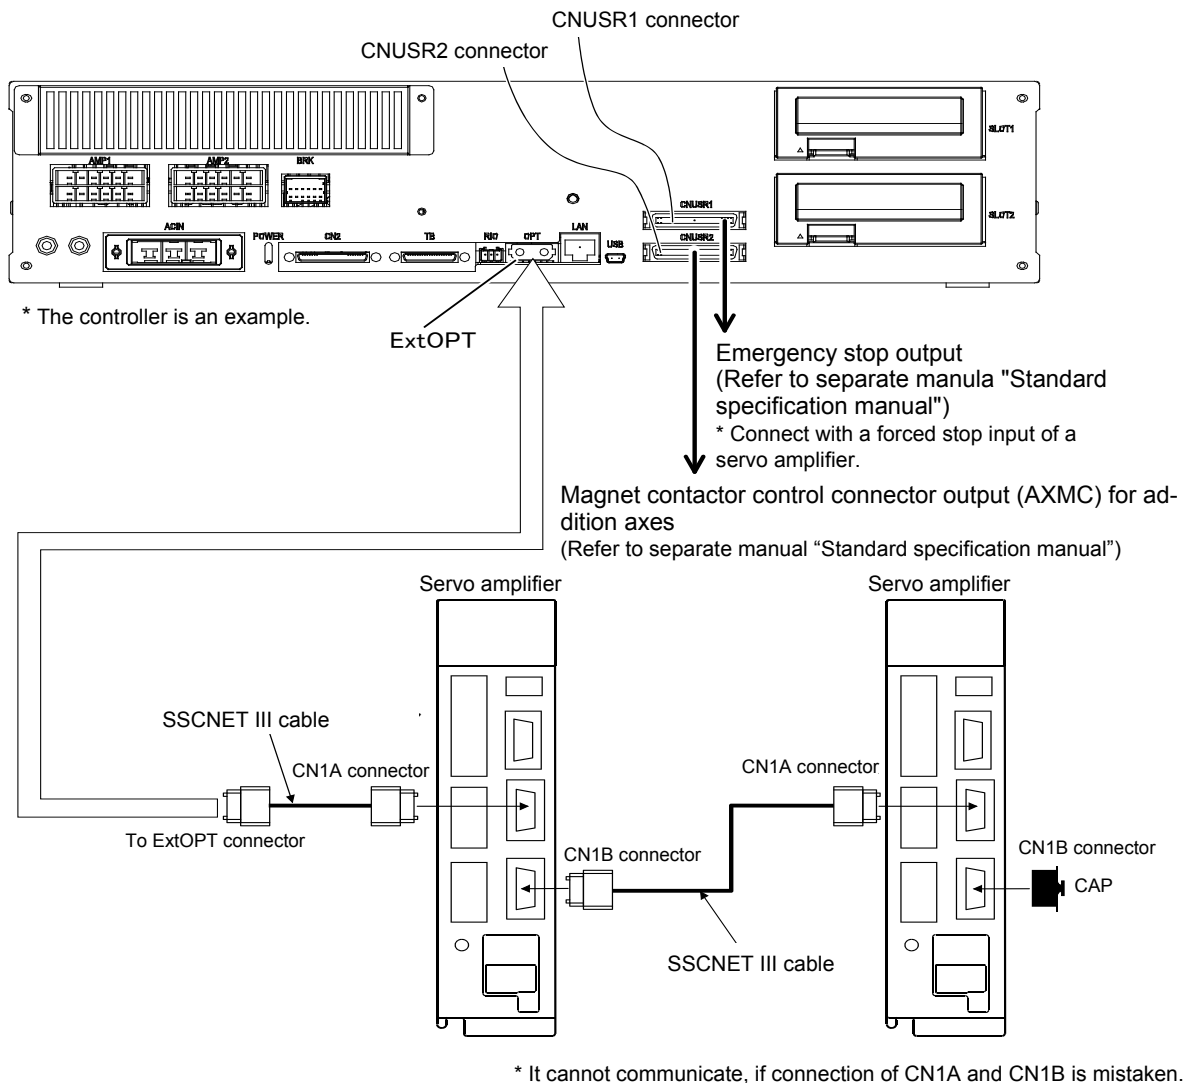 CNUSR1 connector
CNUSR2 connector
SLOT1
AMP1
AMP2
BRK
CNUSR1
SLOT2
ACIN
POWER
CN2
TB
RIO
OPT
LAN
USB
CNUSR2
* The controller is an example.
ExtOPT
Emergency stop output
(Refer to separate manula "Standard
specification manual")
* Connect with a forced stop input of a
servo amplifier.
Magnet contactor control connector output (AXMC) for ad-
dition axes
(Refer to separate manual “Standard specification manual”)
Servo amplifier
Servo amplifier
SSCNET III cable
CN1A connector
CN1A connector
To ExtOPT connector
CN1B connector
CN1B connector
CAP
SSCNET III cable
* It cannot communicate, if connection of CN1A and CN1B is mistaken.